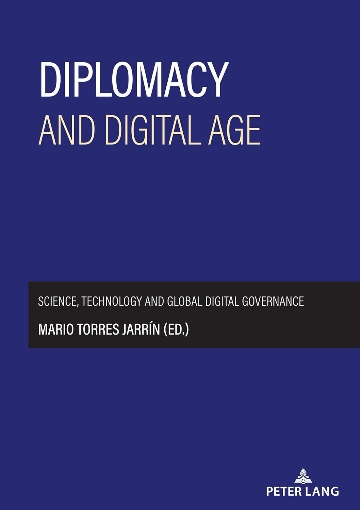 DIPLOMACY
AND DIGITAL AGE
SCIENCE, TECHNOLOGY AND GLOBAL DIGITAL GOVERNANCE
MARIO TORRES JARRÍN (ED.)
PETER LANG